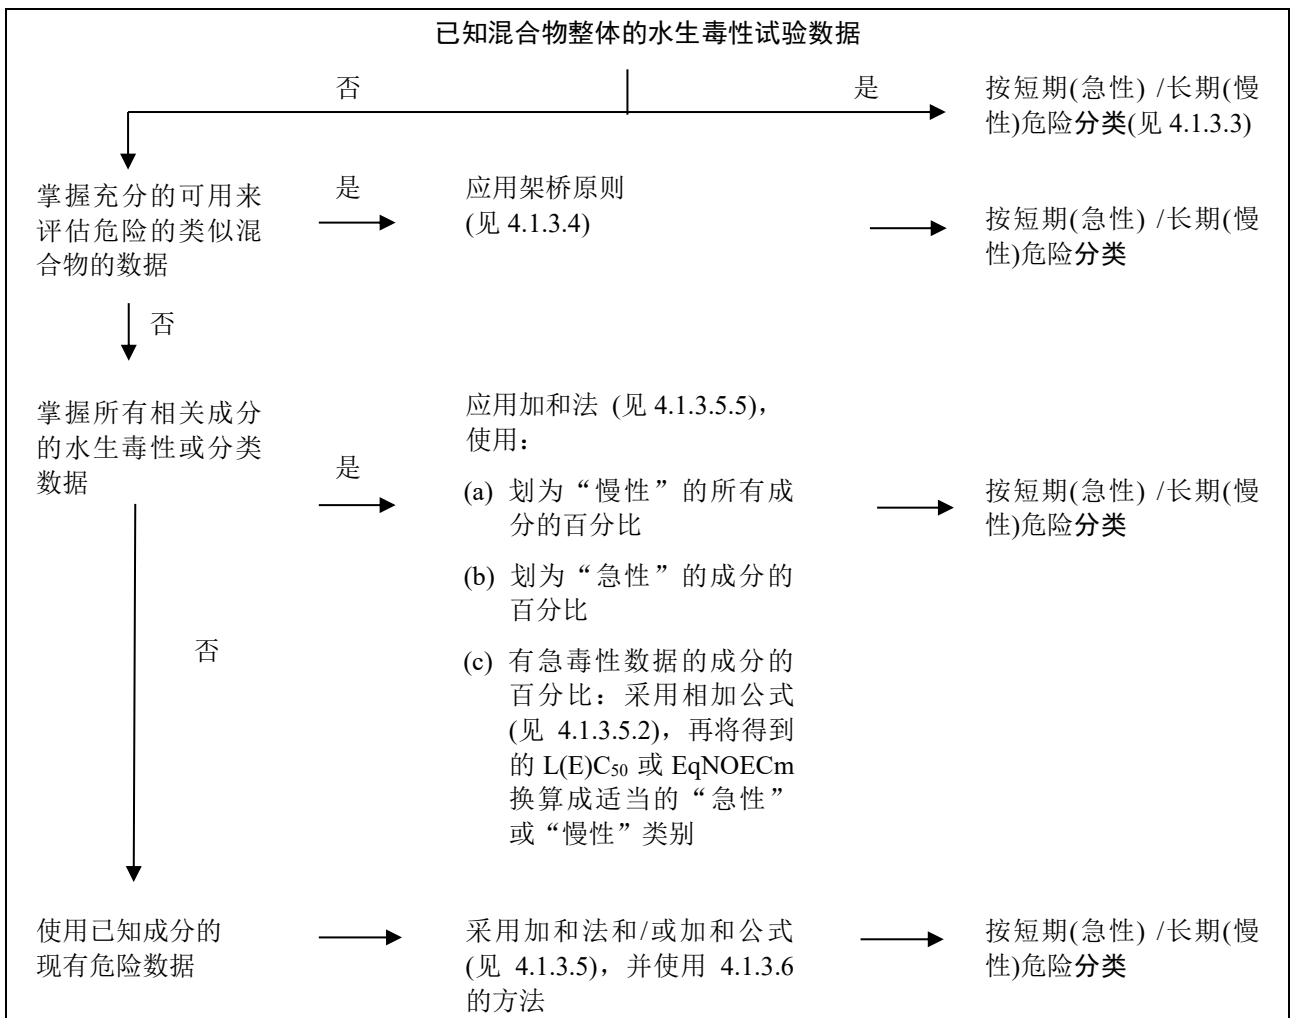 已知混合物整体的水生毒性试验数据
否
是
按短期(急性) /长期(慢
性)危险分类(见 4.1.3.3)
掌握充分的可用来
评估危险的类似混
合物的数据
是
应用架桥原则
(见 4.1.3.4)
按短期(急性) /长期(慢
性)危险分类
否
掌握所有相关成分
的水生毒性或分类
数据
是
应用加和法 (见 4.1.3.5.5)，
使用：
(a) 划为“慢性”的所有成
分的百分比
(b) 划为“急性”的成分的
百分比
(c) 有急毒性数据的成分的
百分比：采用相加公式
(见 4.1.3.5.2)，再将得到
的 L(E)C₅₀ 或 EqNOECm
换算成适当的“急性”
或“慢性”类别
按短期(急性) /长期(慢
性)危险分类
否
使用已知成分的
现有危险数据
采用加和法和/或加和公式
(见 4.1.3.5)，并使用 4.1.3.6
的方法
按短期(急性) /长期(慢
性)危险分类